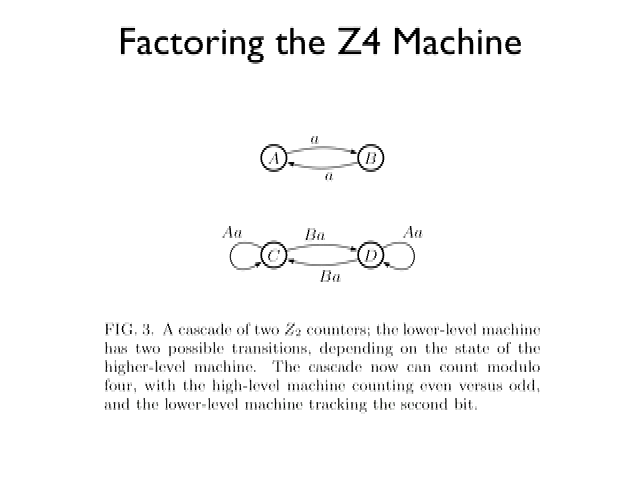 Factoring the Z4 Machine
a
A
B
a
Aa
Ba
Aa
C
D
Ba
FIG. 3. A cascade of two Z2 counters; the lower-level machine
has two possible transitions, depending on the state of the
higher-level machine. The cascade now can count modulo
four, with the high-level machine counting even versus odd,
and the lower-level machine tracking the second bit.